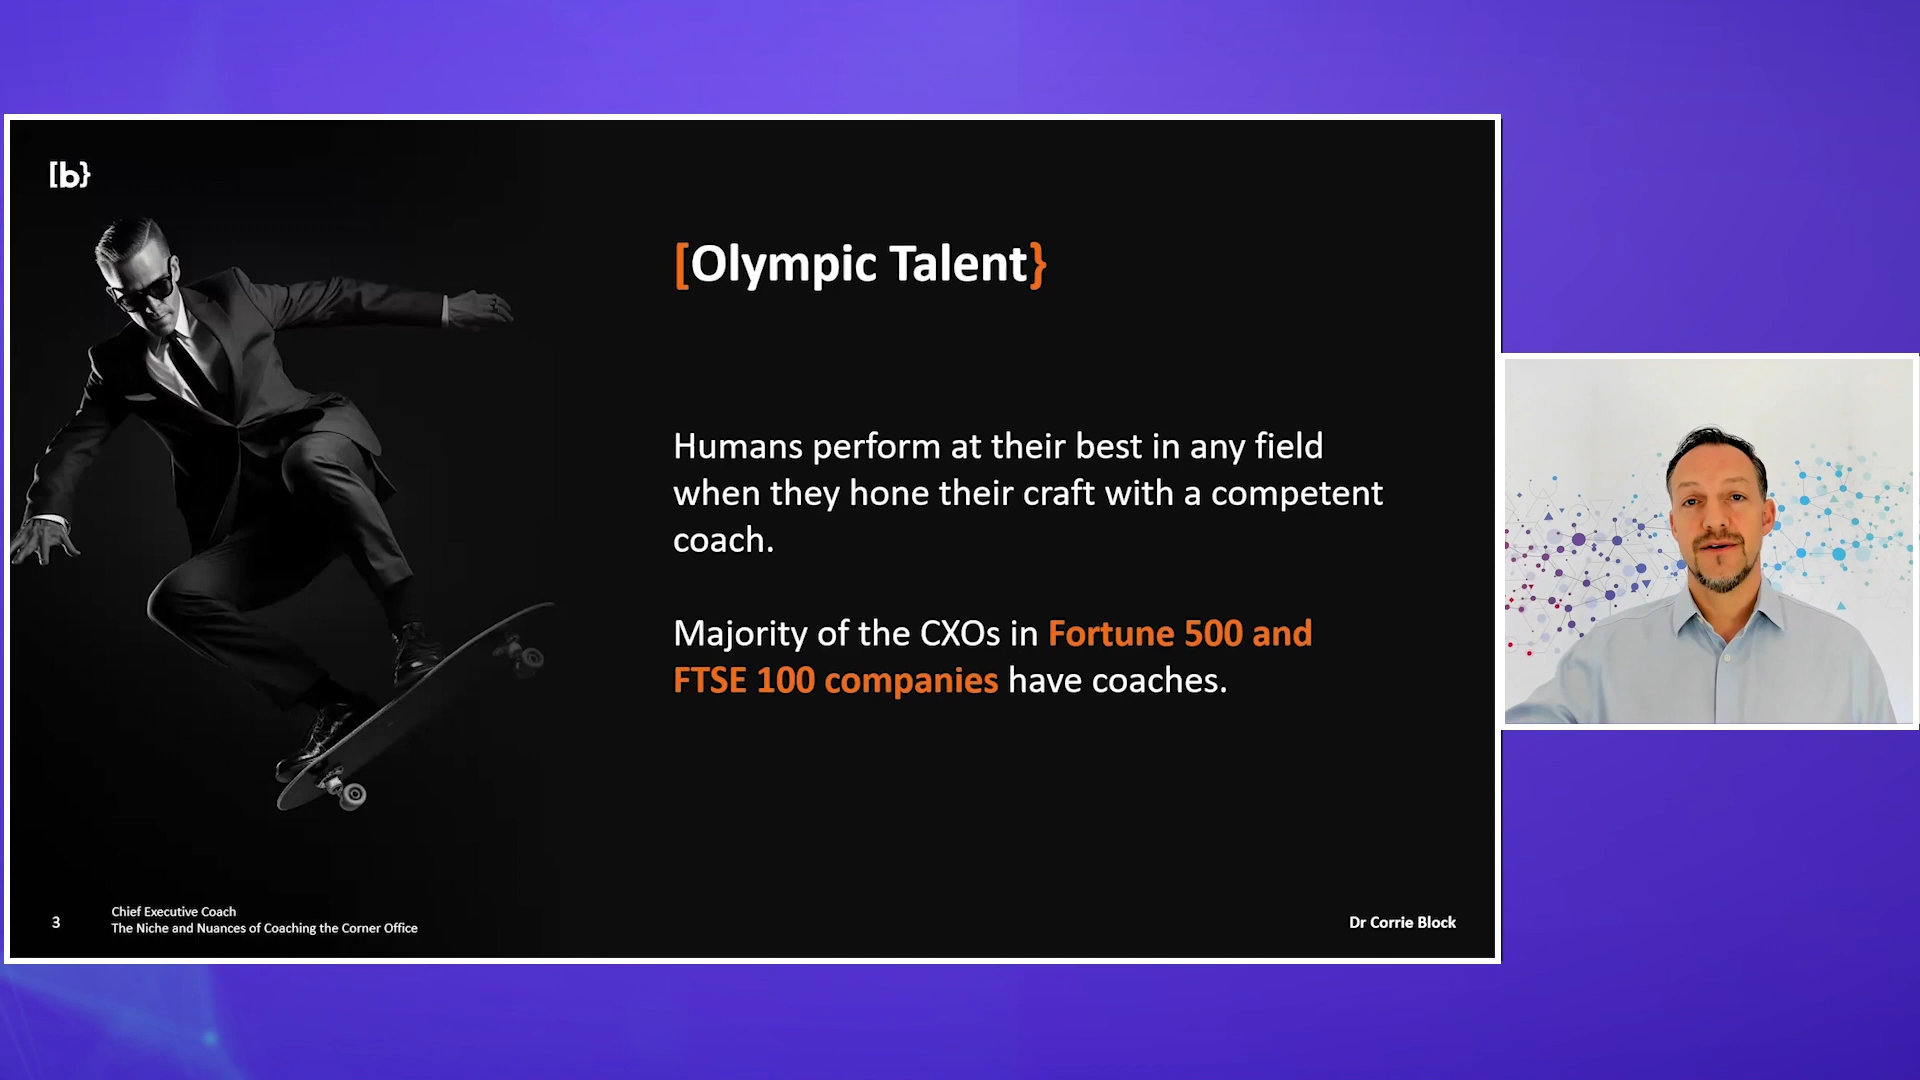 [b}
[Olympic Talent}
Humans perform at their best in any field
when they hone their craft with a competent
coach.
Majority of the CXOs in Fortune 500 and
FTSE 100 companies have coaches.
3
Chief Executive Coach
The Niche and Nuances of Coaching the Corner Office
Dr Corrie Block